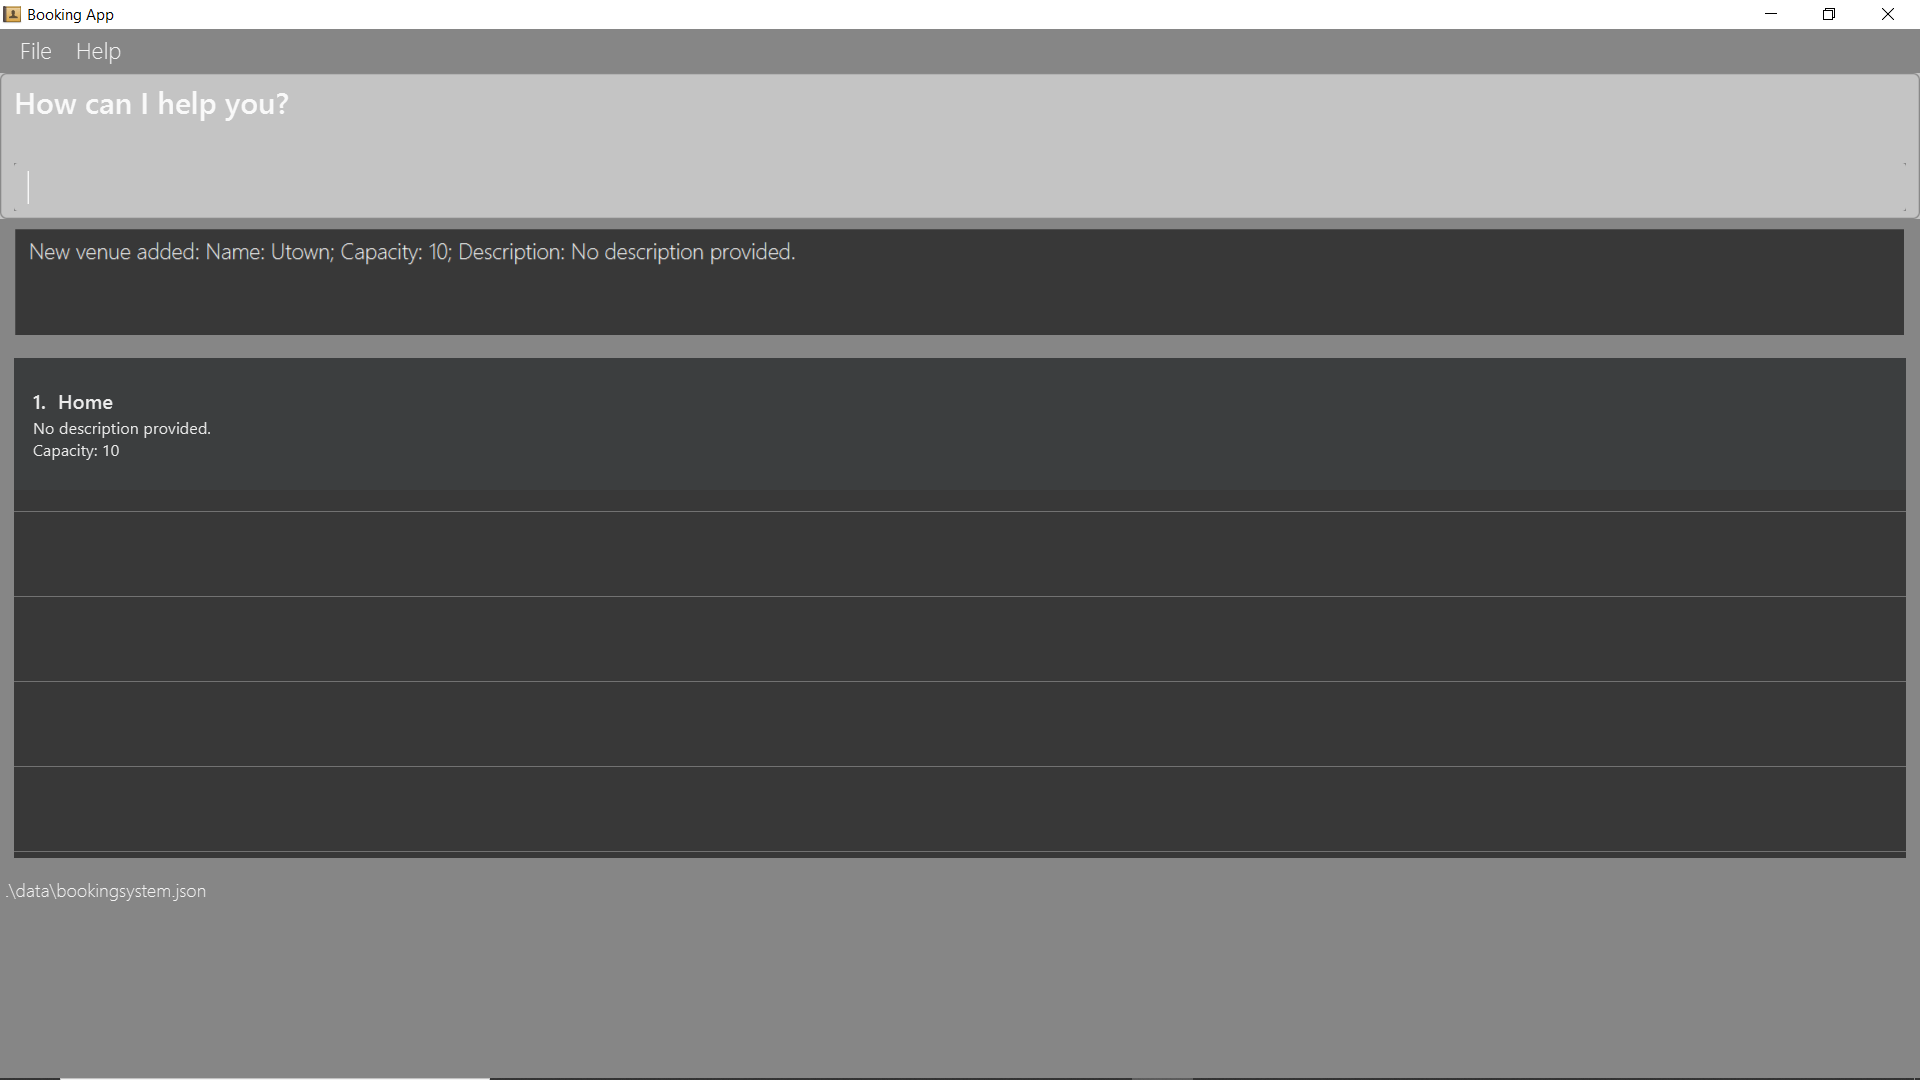 Booking App
File Help
How can I help you?
New venue added: Name: Utown; Capacity: 10; Description: No description provided.
1. Home
No description provided.
Capacity: 10
.\data\bookingsystem.json